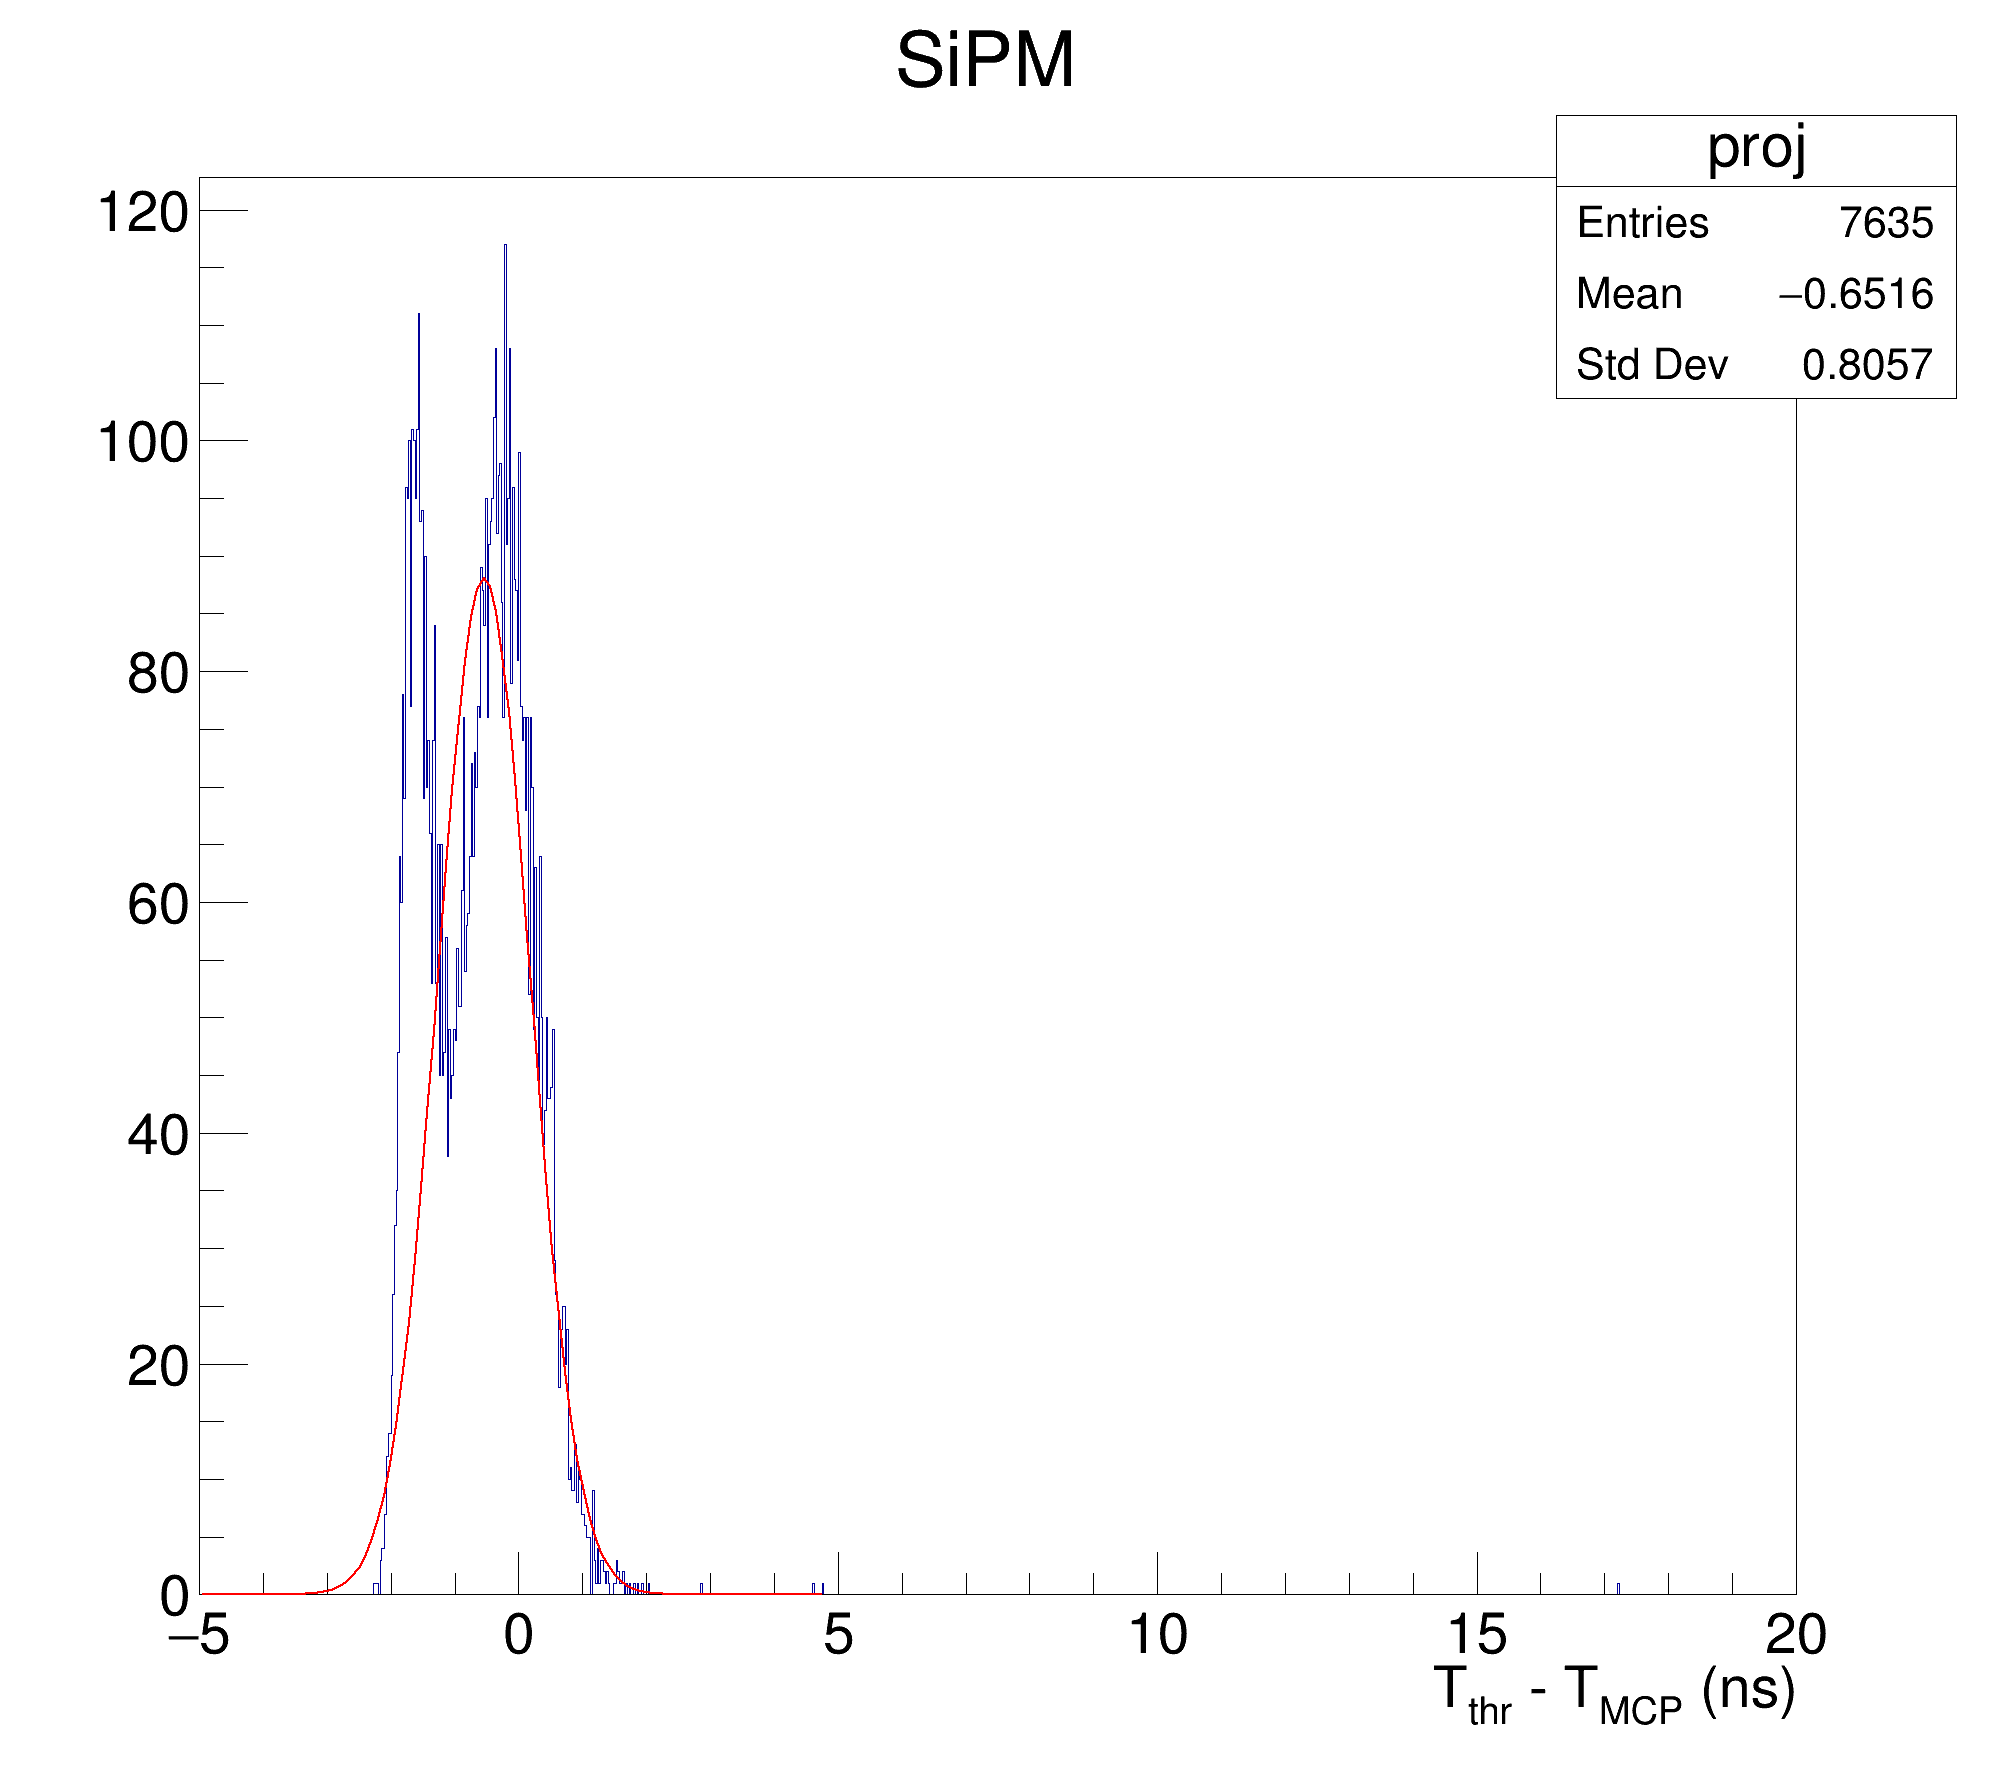 SiPM
proj
Entries 7635
Mean −0.6516
Std Dev 0.8057
120
100
80
60
40
20
0
−5 0 5 10 15 20
T_thr - T_MCP (ns)